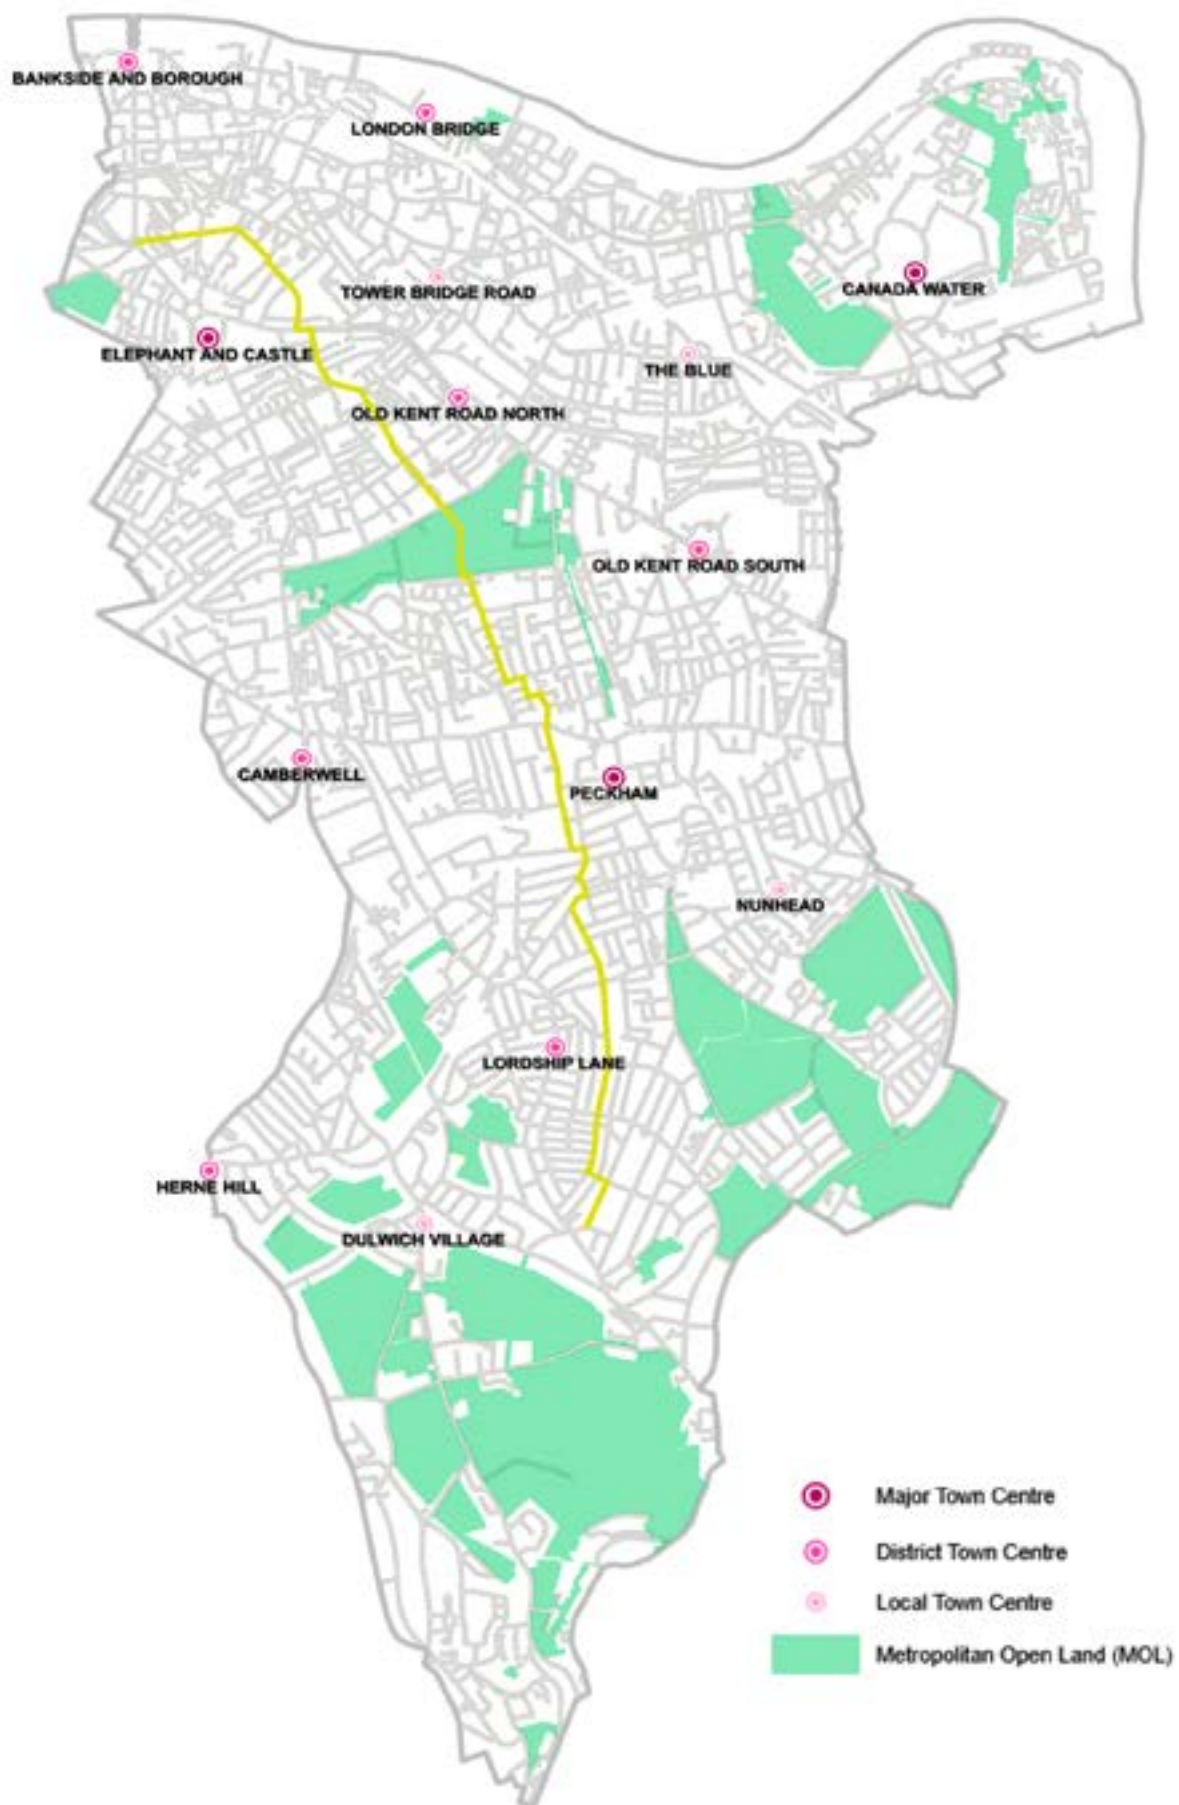 BANKSIDE AND BOROUGH
LONDON BRIDGE
TOWER BRIDGE ROAD
CANADA WATER
ELEPHANT AND CASTLE
THE BLUE
OLD KENT ROAD NORTH
OLD KENT ROAD SOUTH
CAMBERWELL
PECKHAM
NUNHEAD
LORDSHIP LANE
HERNE HILL
DULWICH VILLAGE
Major Town Centre
District Town Centre
Local Town Centre
Metropolitan Open Land (MOL)